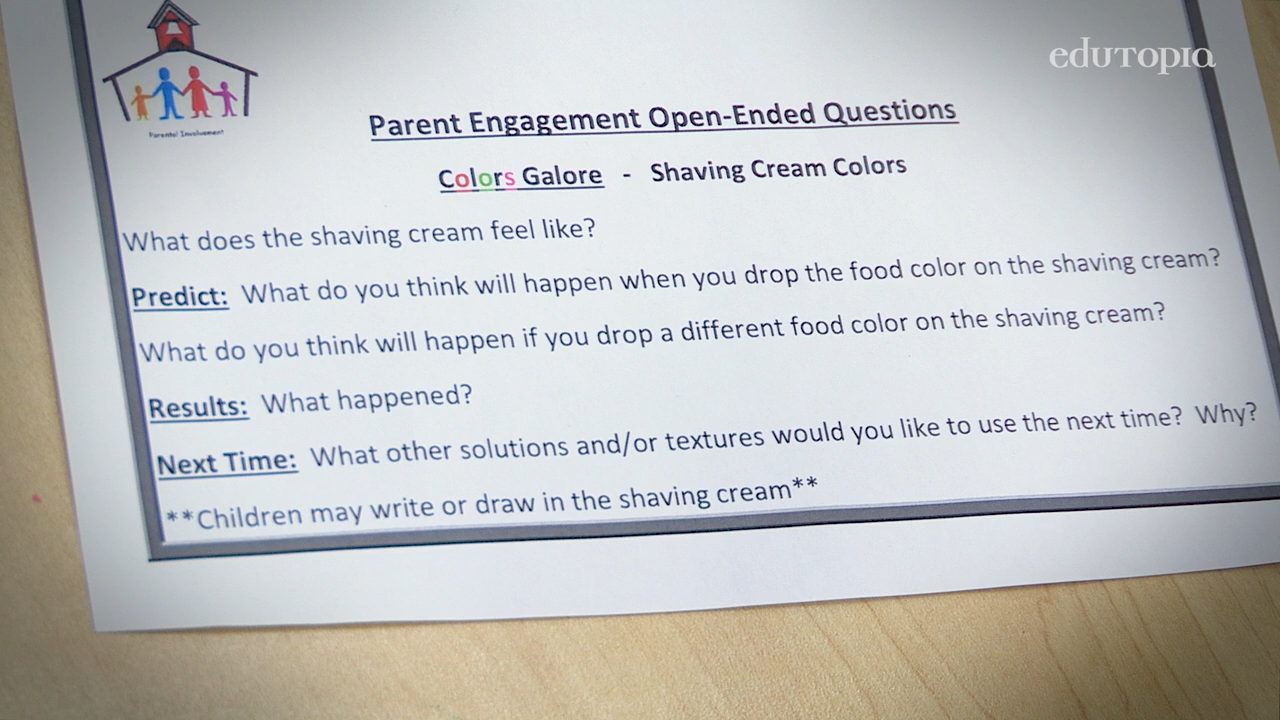 edutopia
Parental Involvement
Parent Engagement Open-Ended Questions
Colors Galore - Shaving Cream Colors
What does the shaving cream feel like?
Predict: What do you think will happen when you drop the food color on the shaving cream?
What do you think will happen if you drop a different food color on the shaving cream?
Results: What happened?
Next Time: What other solutions and/or textures would you like to use the next time? Why?
**Children may write or draw in the shaving cream**